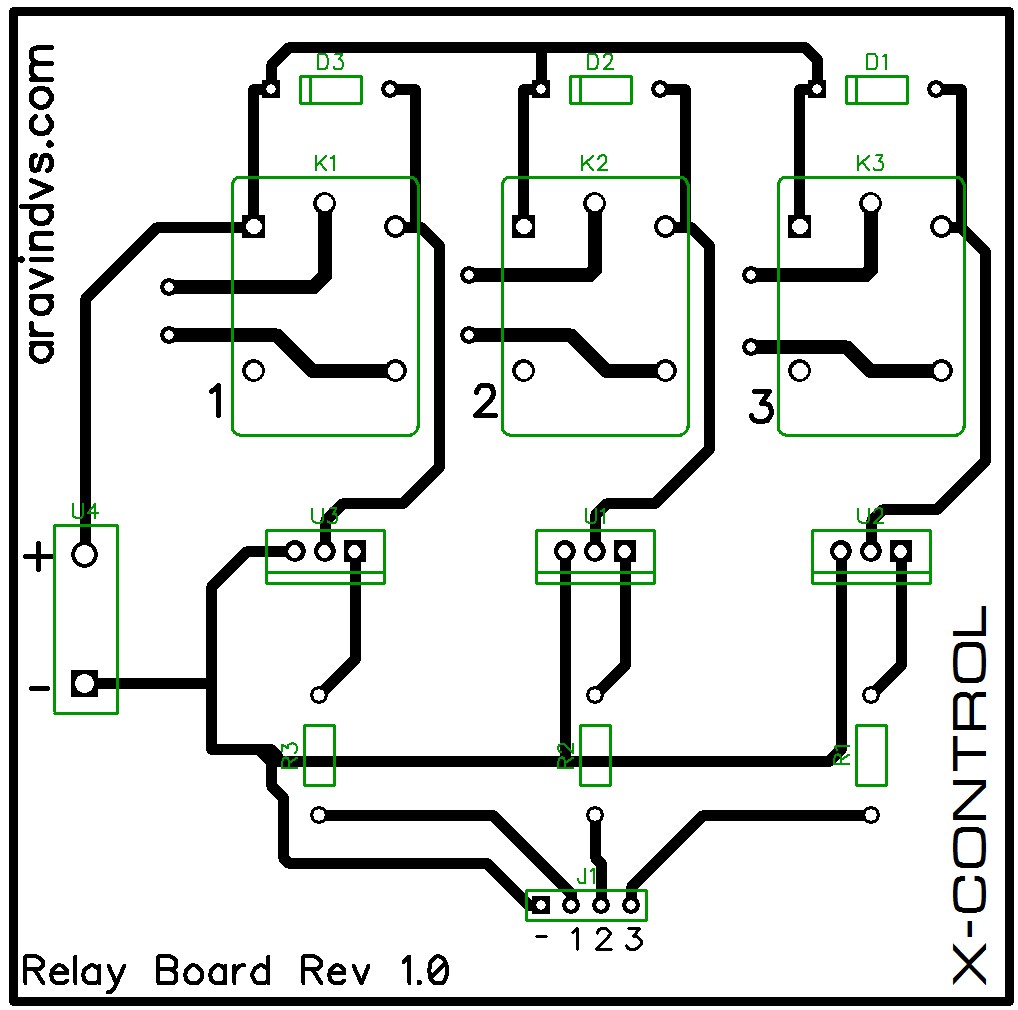 aravindvs.com
D3
D2
D1
K1
K2
K3
1
2
3
U4
U3
U1
U2
+
-
R3
R2
R1
J1
- 1 2 3
X-CONTROL
Relay Board Rev 1.0